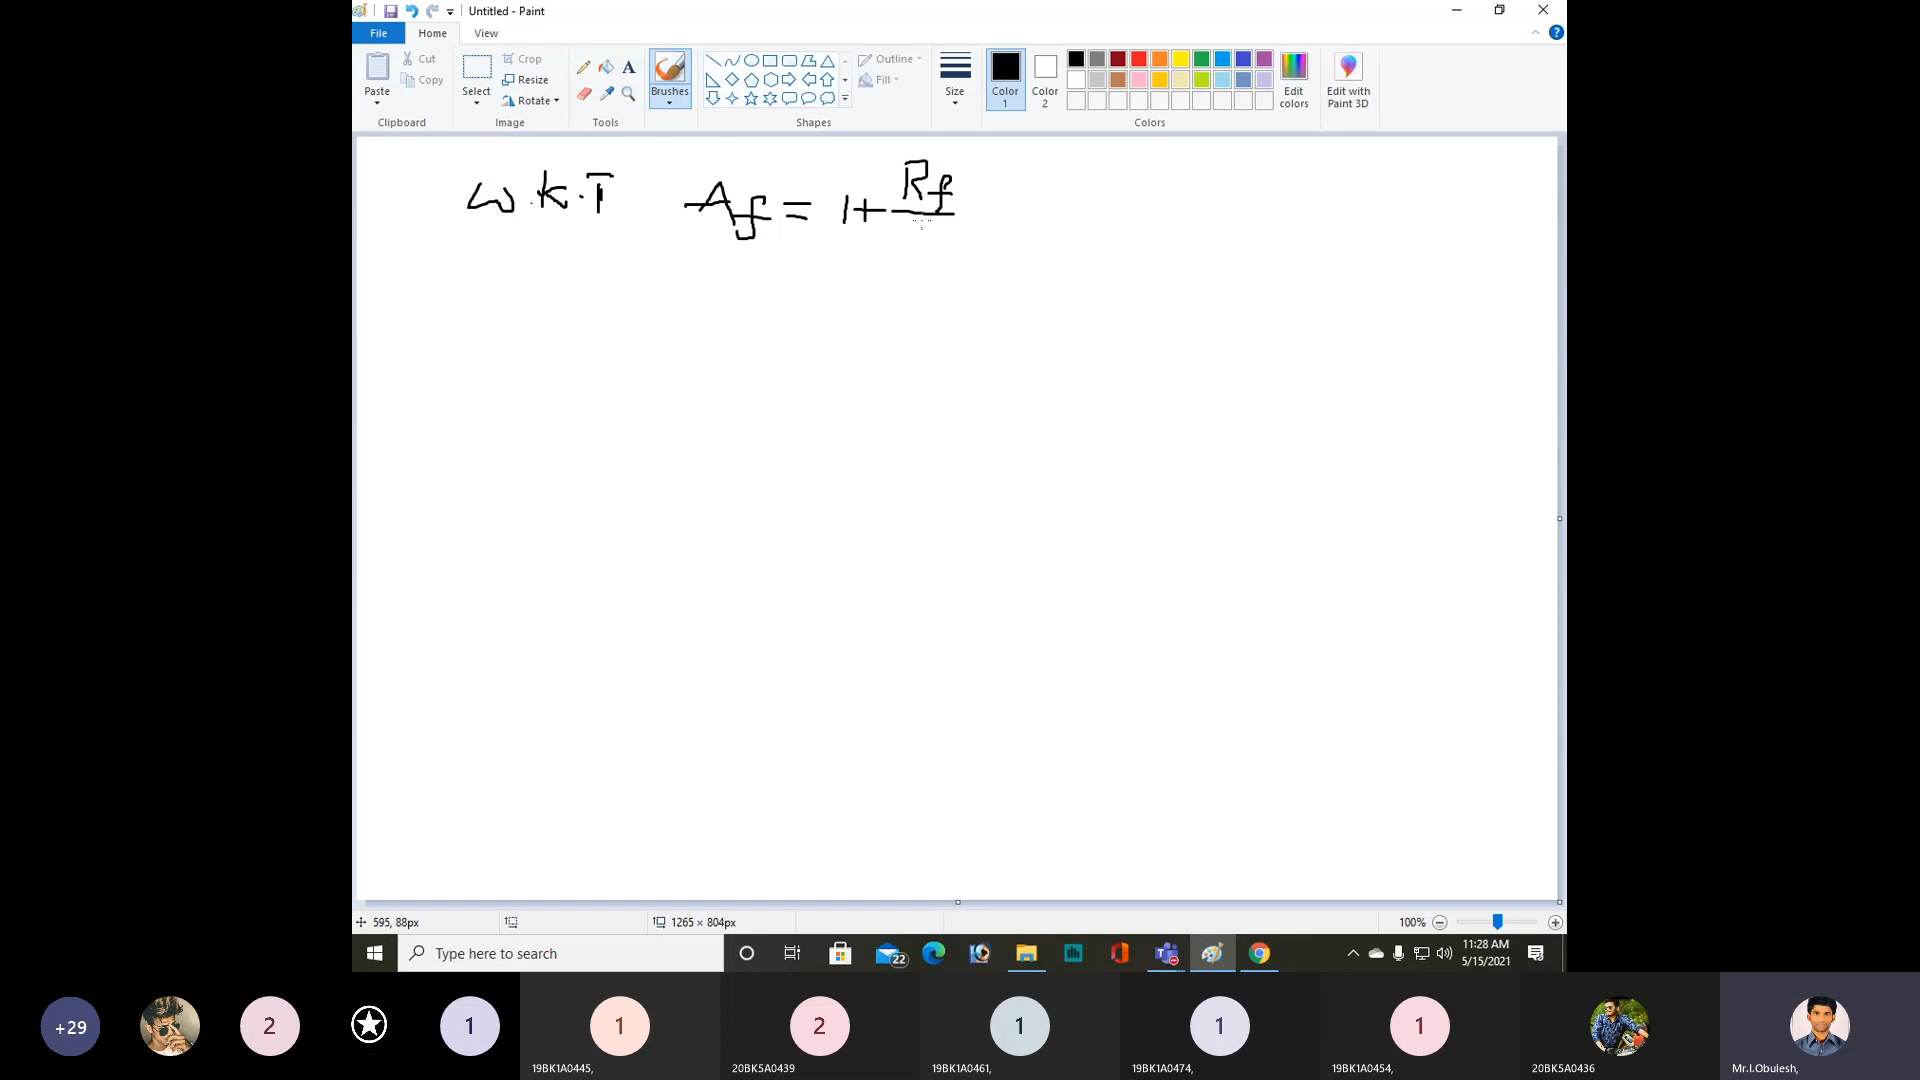 Untitled - Paint
File Home View
Paste
Cut
Copy
Clipboard
Select
Crop
Resize
Rotate
Image
Tools
Brushes
Shapes
Outline
Fill
Size
Color 1
Color 2
Colors
Edit colors
Edit with Paint 3D
W.K.T A_f = 1 + R_f
595, 88px
1265 × 804px
100%
Type here to search
22
11:28 AM
5/15/2021
+29
2
1
1
2
1
1
1
19BK1A0445,
20BK5A0439
19BK1A0461,
19BK1A0474,
19BK1A0454,
20BK5A0436
Mr.I.Obulesh,